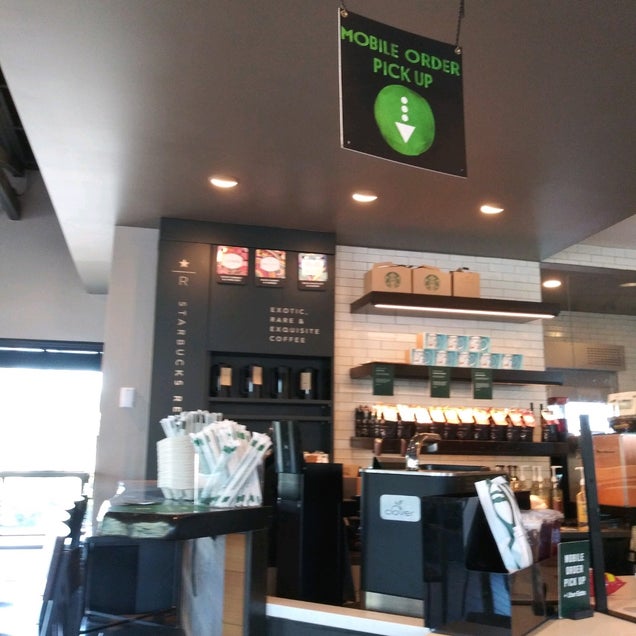 MOBILE ORDER
PICK UP
R STARBUCKS RE
EXOTIC,
RARE &
EXQUISITE
COFFEE
clover
MOBILE
ORDER
PICK UP